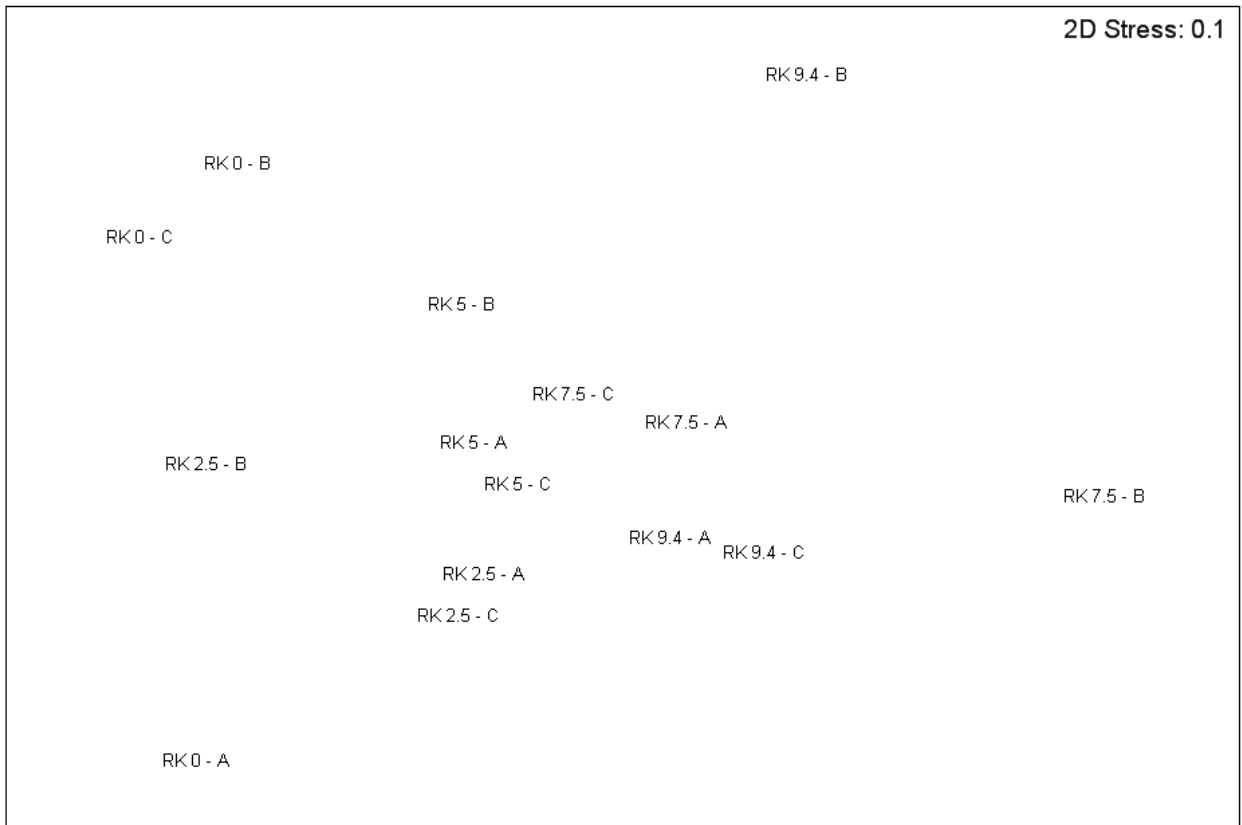 2D Stress: 0.1
RK 9.4 - B
RK 0 - B
RK 0 - C
RK 5 - B
RK 7.5 - C
RK 7.5 - A
RK 5 - A
RK 2.5 - B
RK 5 - C
RK 7.5 - B
RK 9.4 - A
RK 9.4 - C
RK 2.5 - A
RK 2.5 - C
RK 0 - A